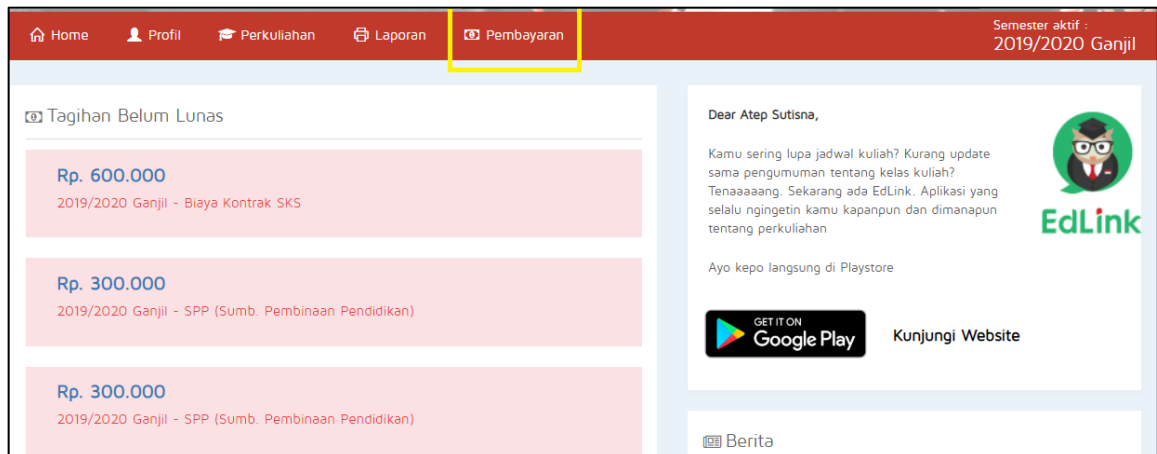 Home Profil Perkuliahan Laporan Pembayaran
Semester aktif :
2019/2020 Ganjil
Tagihan Belum Lunas
Rp. 600.000
2019/2020 Ganjil - Biaya Kontrak SKS
Rp. 300.000
2019/2020 Ganjil - SPP (Sumb. Pembinaan Pendidikan)
Rp. 300.000
2019/2020 Ganjil - SPP (Sumb. Pembinaan Pendidikan)
Dear Atep Sutisna,
Kamu sering lupa jadwal kuliah? Kurang update
sama pengumuman tentang kelas kuliah?
Tenaaaaang. Sekarang ada EdLink. Aplikasi yang
selalu ngingetin kamu kapanpun dan dimanapun
tentang perkuliahan
Ayo kepo langsung di Playstore
EdLink
GET IT ON
Google Play
Kunjungi Website
Berita